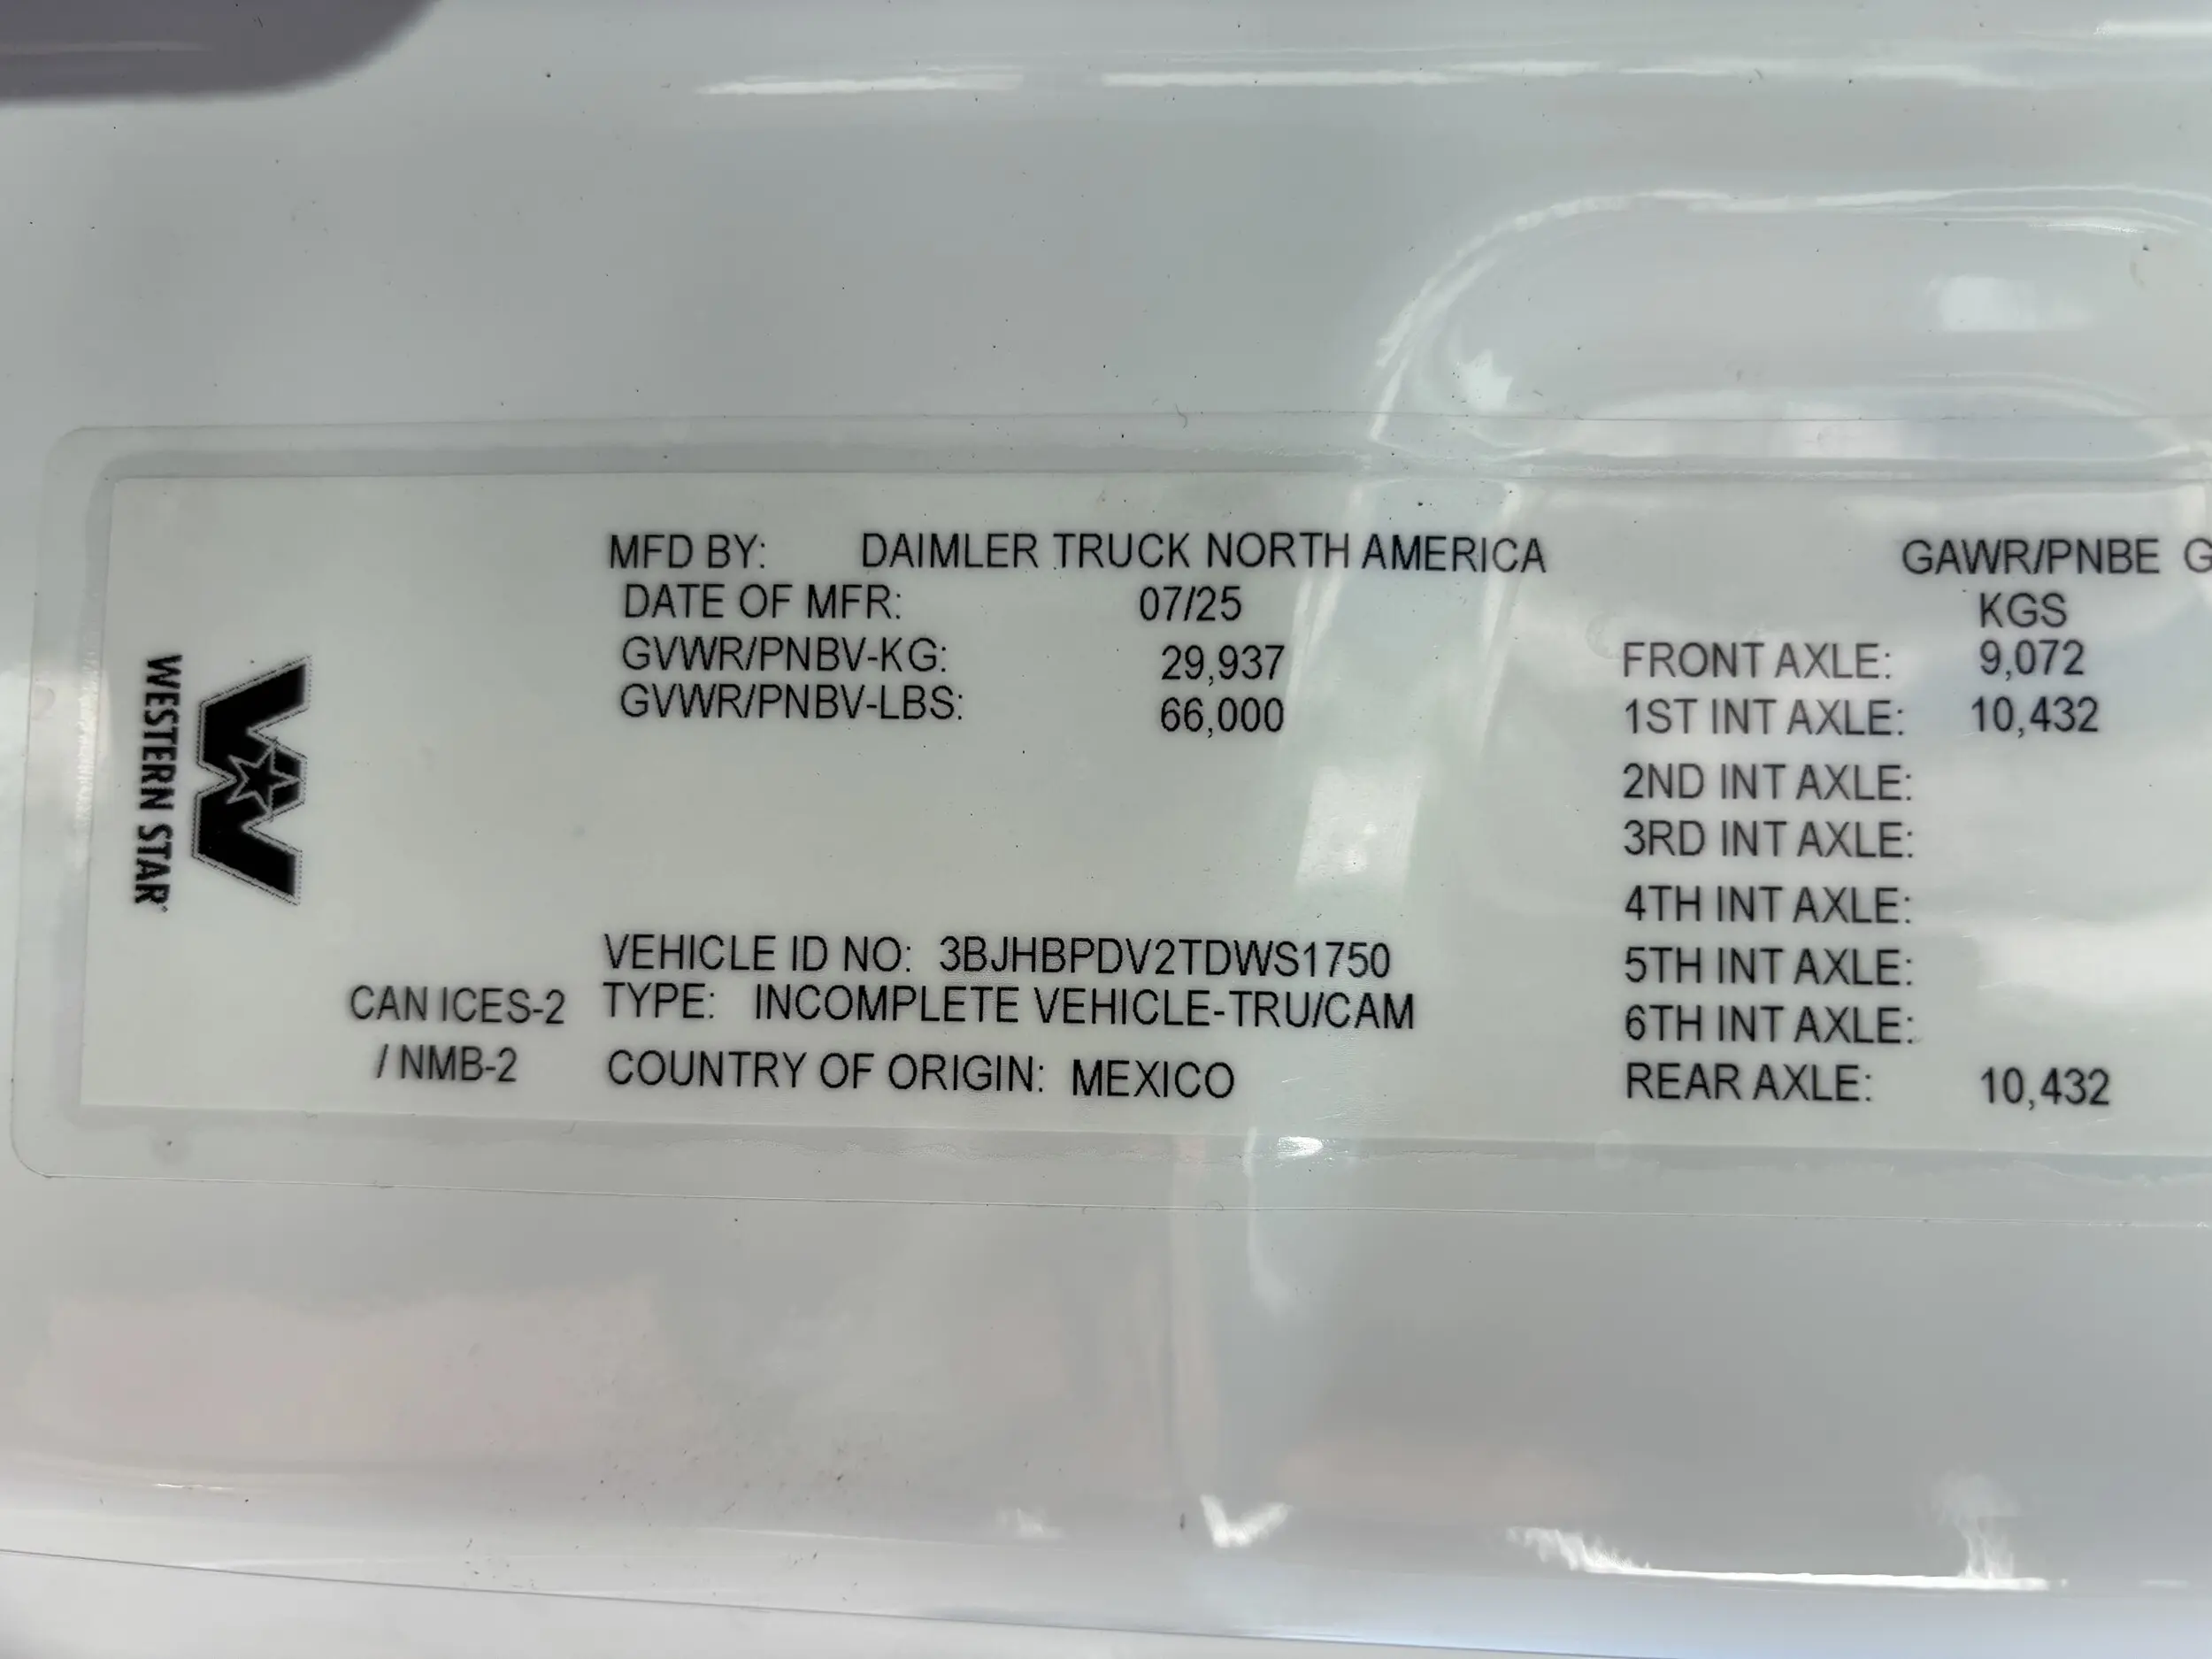 WESTERN STAR
MFD BY: DAIMLER TRUCK NORTH AMERICA
DATE OF MFR: 07/25
GVWR/PNBV-KG: 29,937
GVWR/PNBV-LBS: 66,000
VEHICLE ID NO: 3BJHBPDV2TDWS1750
CAN ICES-2 TYPE: INCOMPLETE VEHICLE-TRU/CAM
/ NMB-2
COUNTRY OF ORIGIN: MEXICO
GAWR/PNBE G
KGS
FRONT AXLE: 9,072
1ST INT AXLE: 10,432
2ND INT AXLE:
3RD INT AXLE:
4TH INT AXLE:
5TH INT AXLE:
6TH INT AXLE:
REAR AXLE: 10,432